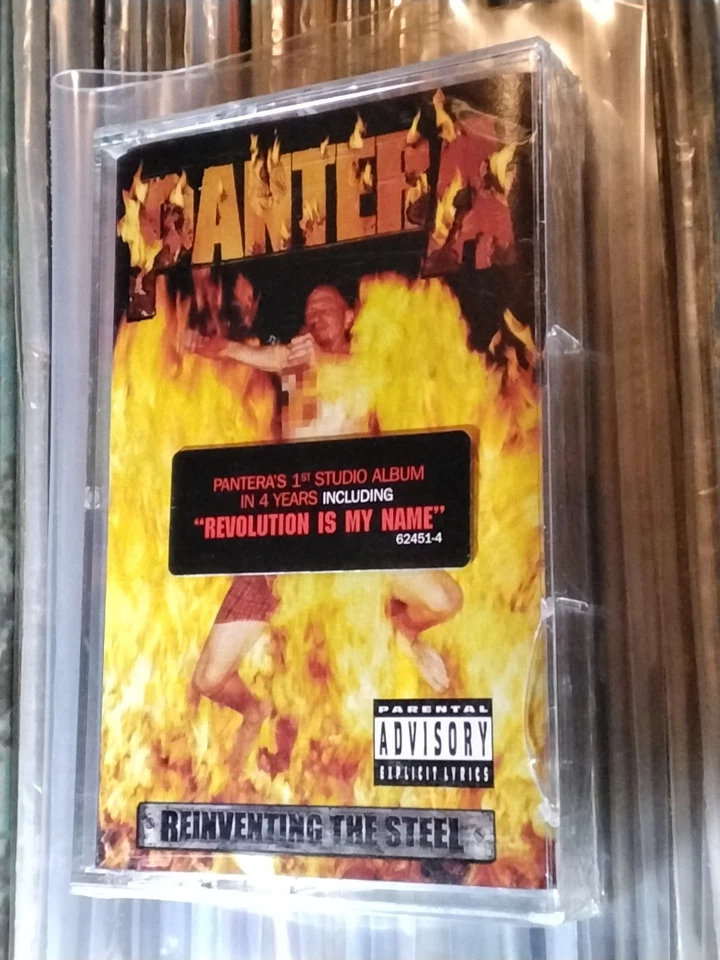 PANTERA
PANTERA'S 1ST STUDIO ALBUM
IN 4 YEARS INCLUDING
"REVOLUTION IS MY NAME"
62451-4
PARENTAL
ADVISORY
EXPLICIT LYRICS
REINVENTING THE STEEL